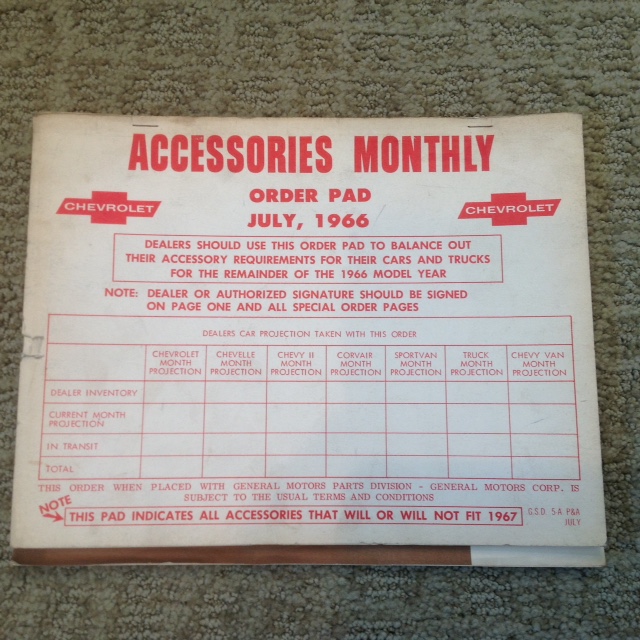 ACCESSORIES MONTHLY
ORDER PAD
JULY, 1966
CHEVROLET
CHEVROLET
DEALERS SHOULD USE THIS ORDER PAD TO BALANCE OUT
THEIR ACCESSORY REQUIREMENTS FOR THEIR CARS AND TRUCKS
FOR THE REMAINDER OF THE 1966 MODEL YEAR
NOTE: DEALER OR AUTHORIZED SIGNATURE SHOULD BE SIGNED
ON PAGE ONE AND ALL SPECIAL ORDER PAGES
DEALERS CAR PROJECTION TAKEN WITH THIS ORDER
CHEVROLET CHEVELLE CHEVY II CORVAIR SPORTVAN TRUCK CHEVY VAN
MONTH MONTH MONTH MONTH MONTH MONTH MONTH
PROJECTION PROJECTION PROJECTION PROJECTION PROJECTION PROJECTION PROJECTION
DEALER INVENTORY
CURRENT MONTH
PROJECTION
IN TRANSIT
TOTAL
THIS ORDER WHEN PLACED WITH GENERAL MOTORS PARTS DIVISION - GENERAL MOTORS CORP. IS
SUBJECT TO THE USUAL TERMS AND CONDITIONS
NOTE
THIS PAD INDICATES ALL ACCESSORIES THAT WILL OR WILL NOT FIT 1967
G.S.D. 5-A P&A
JULY